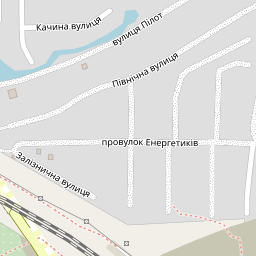 Качина вулиця
вулиця Пілот
Північна вулиця
провулок Енергетиків
Залізнична вулиця